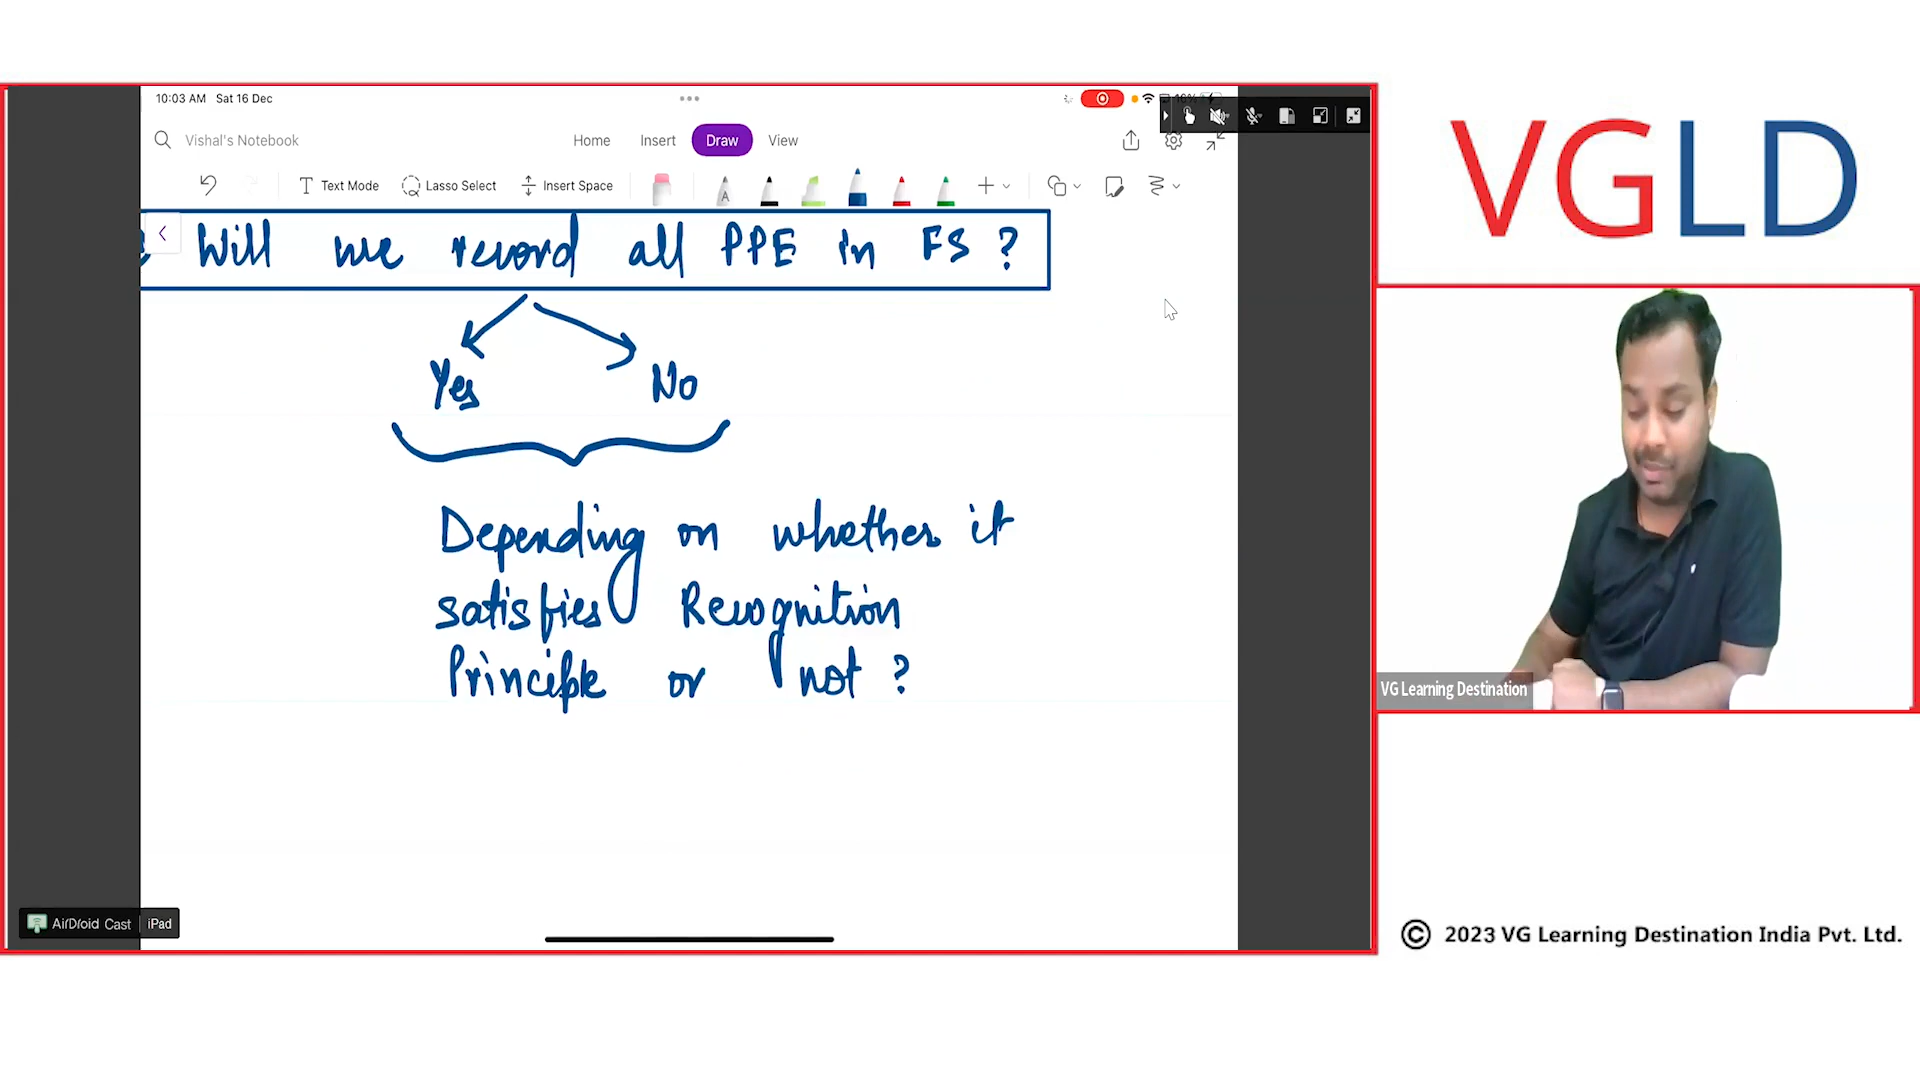 10:03 AM Sat 16 Dec
16%
Vishal's Notebook
Home Insert Draw View
Text Mode Lasso Select Insert Space
A
Will we record all PPE in FS ?
Yes No
Depending on whether it
satisfies Recognition
Principle or not ?
AirDroid Cast iPad
VGLD
VG Learning Destination
© 2023 VG Learning Destination India Pvt. Ltd.